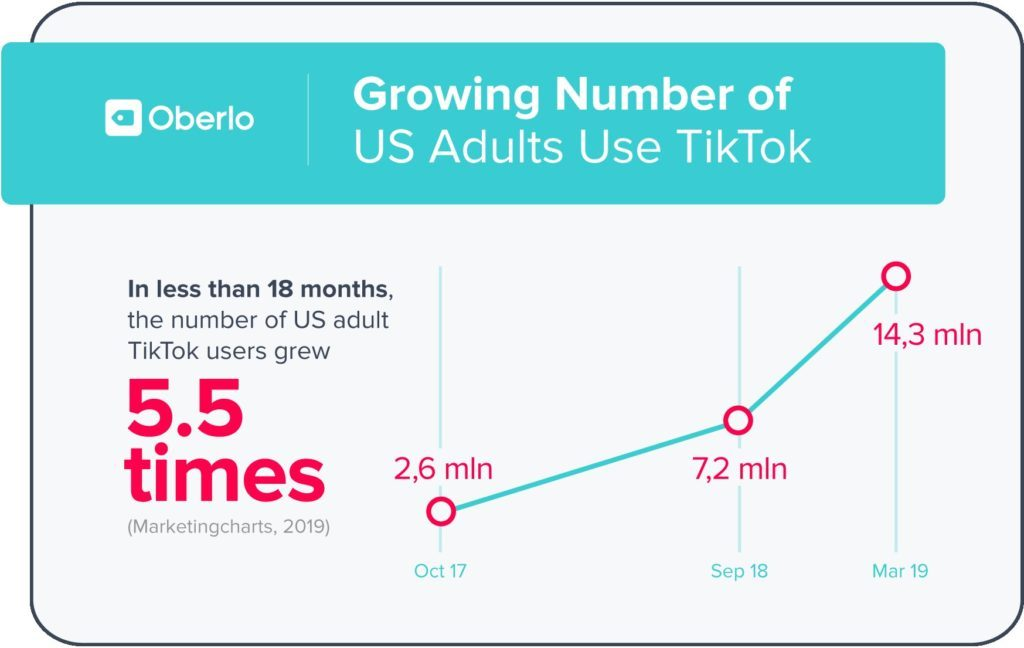 Oberlo
Growing Number of
US Adults Use TikTok
In less than 18 months,
the number of US adult
TikTok users grew
5.5
times
(Marketingcharts, 2019)
2,6 mln
7,2 mln
14,3 mln
Oct 17
Sep 18
Mar 19